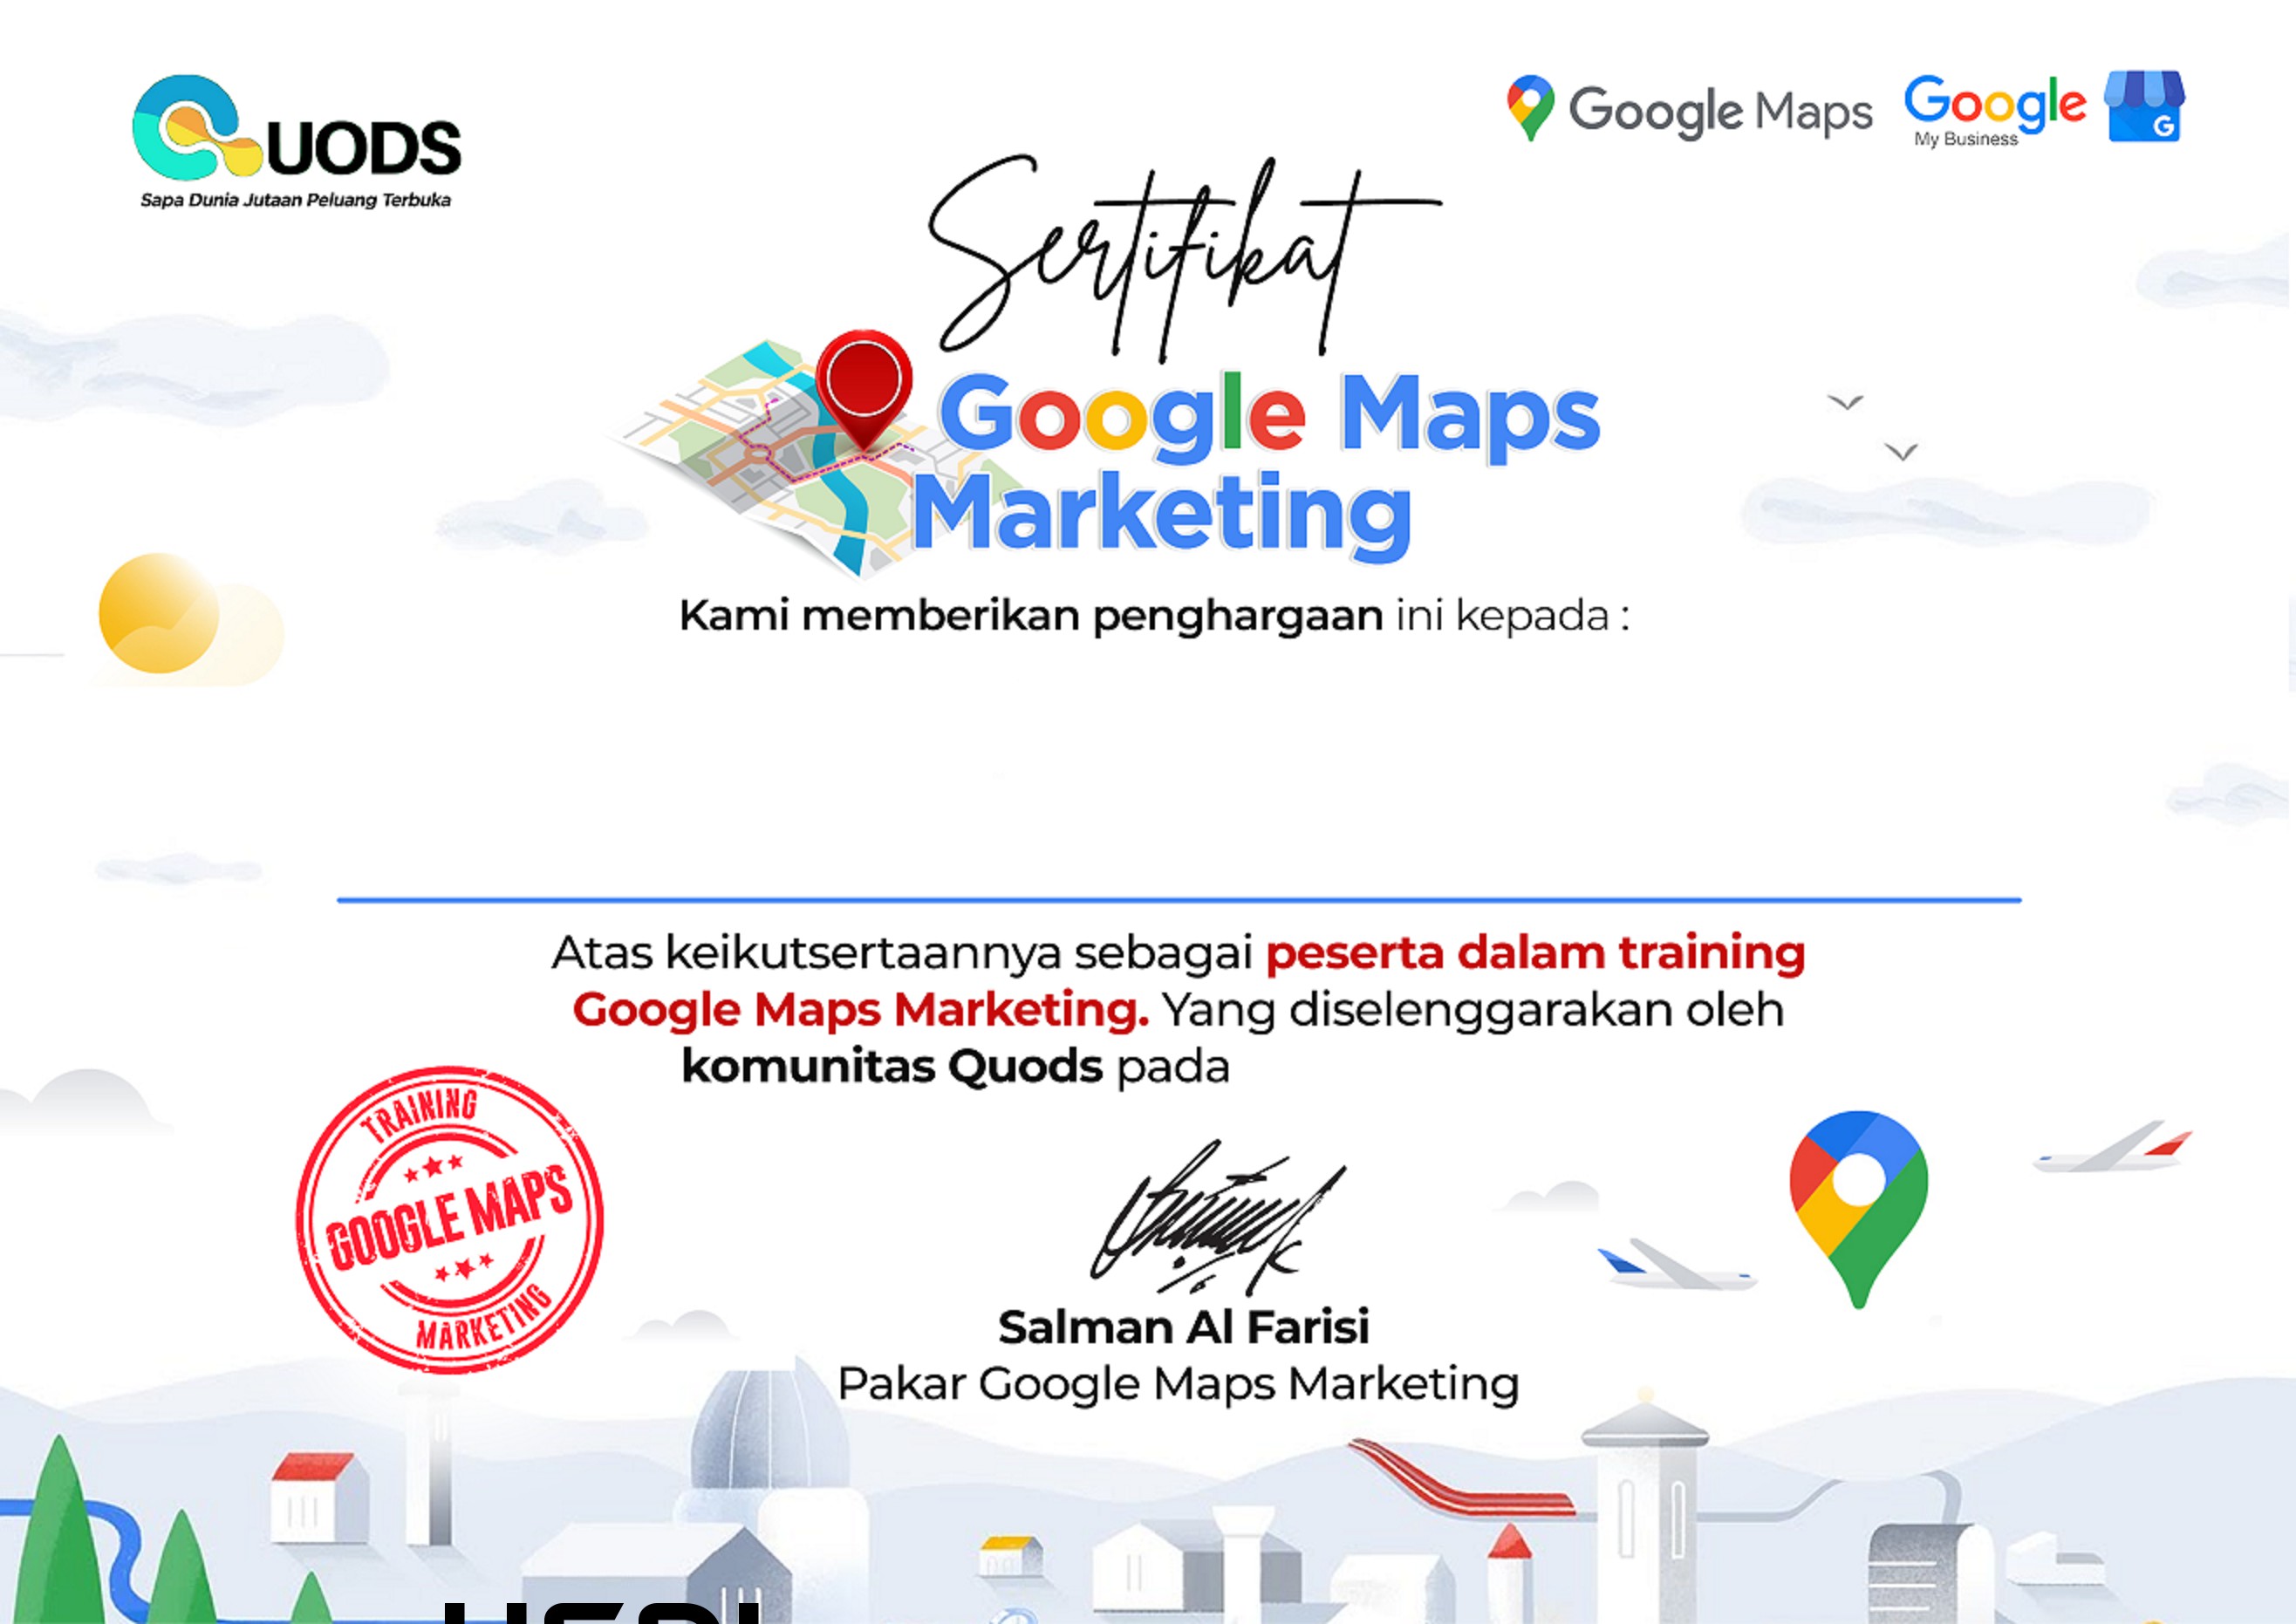 QUODS
Sapa Dunia Jutaan Peluang Terbuka
Google Maps
Google
My Business
G
Sertifikat
Google Maps
Marketing
Kami memberikan penghargaan ini kepada :
Atas keikutsertaannya sebagai peserta dalam training
Google Maps Marketing. Yang diselenggarakan oleh
komunitas Quods pada
TRAINING
GOOGLE MAPS
MARKETING
Salman Al Farisi
Pakar Google Maps Marketing